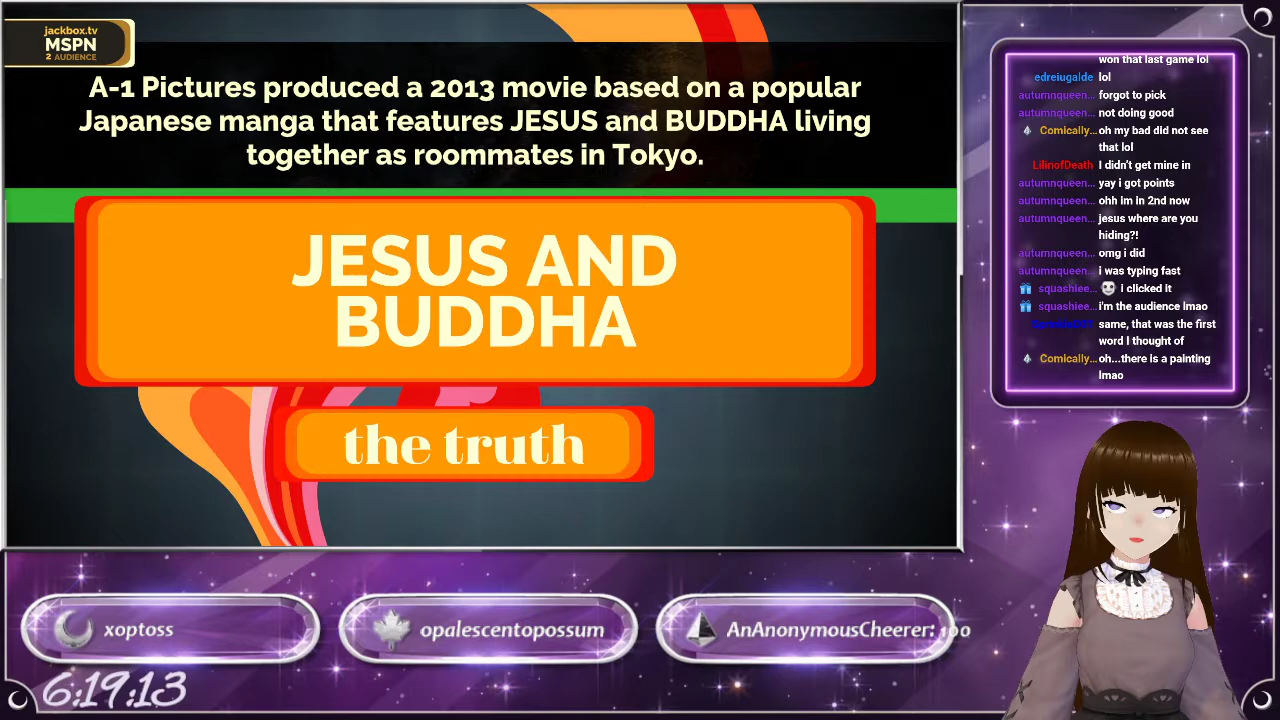 jackbox.tv
MSPN
2 AUDIENCE
A-1 Pictures produced a 2013 movie based on a popular
Japanese manga that features JESUS and BUDDHA living
together as roommates in Tokyo.
JESUS AND
BUDDHA
the truth
won that last game lol
edreiugalde lol
autumnqueen... forgot to pick
autumnqueen... not doing good
Comically... oh my bad did not see
that lol
LilinofDeath I didn't get mine in
autumnqueen... yay i got points
autumnqueen... ohh im in 2nd now
autumnqueen... jesus where are you
hiding?!
autumnqueen... omg i did
autumnqueen... i was typing fast
squashiee... i clicked it
squashiee... i'm the audience lmao
same, that was the first
word I thought of
Comically... oh...there is a painting
lmao
xoptoss
opalescentopossum
AnAnonymousCheerer: 100
6:19:13